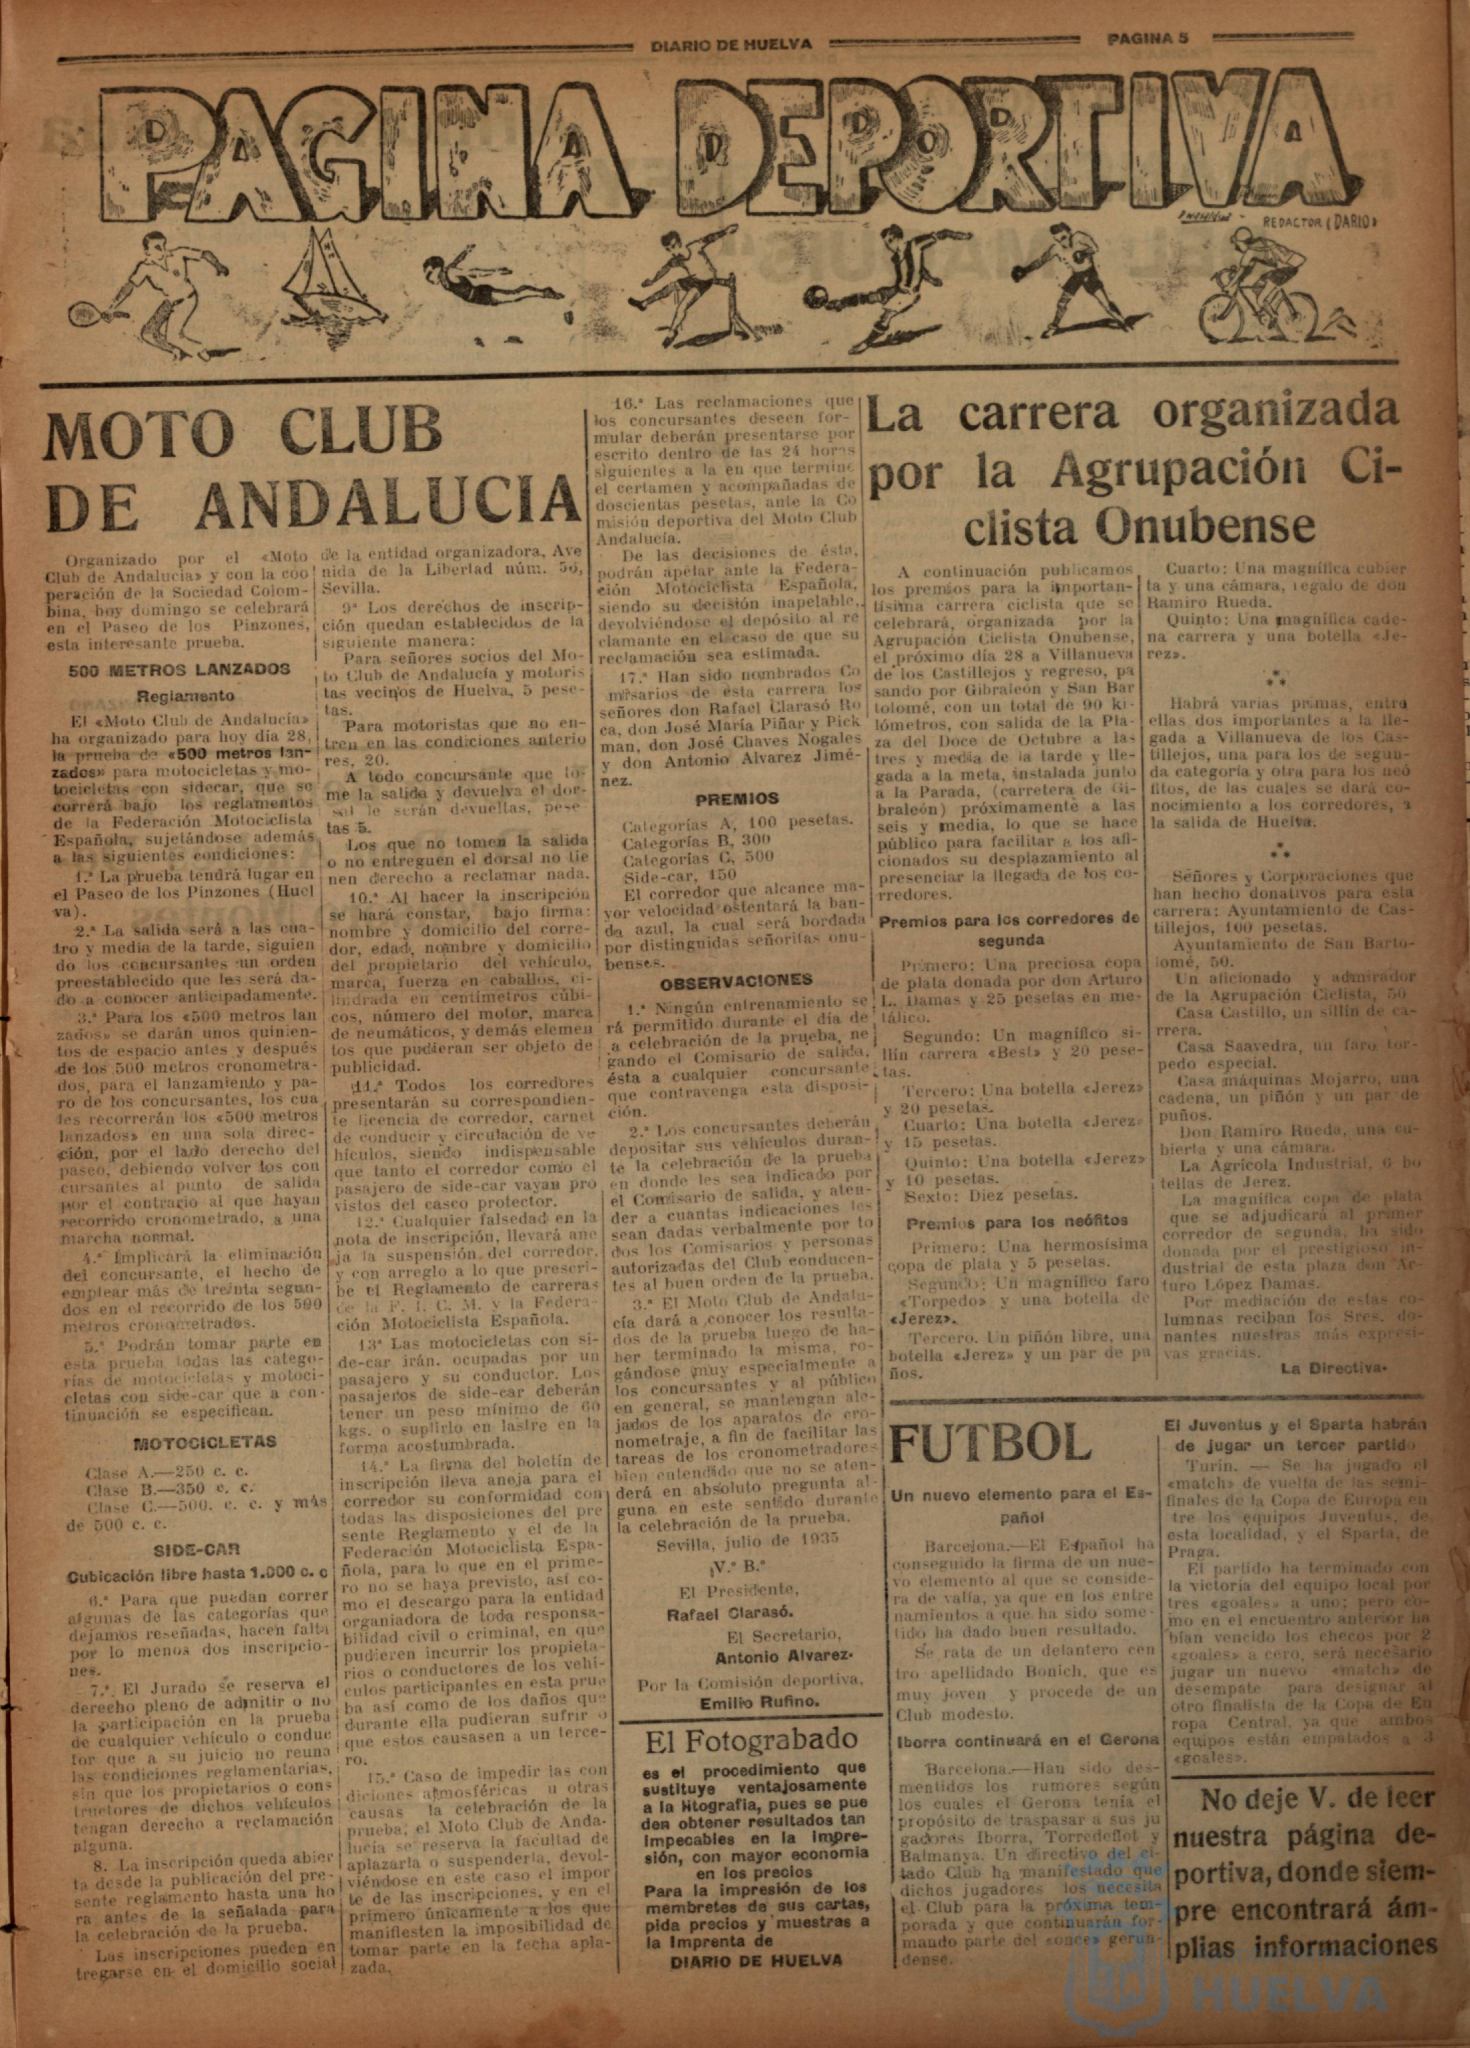 DIARIO DE HUELVA
PAGINA 5
PAGINA DEPORTIVA
REDACTOR (DARIO)
MOTO CLUB
DE ANDALUCIA
Organizado por el «Moto
Club de Andalucía» y con la coo
peración de la Sociedad Colom-
bina, hoy domingo se celebrará
en el Paseo de los Pinzones,
esta interesante prueba.
500 METROS LANZADOS
Reglamento
El «Moto Club de Andalucía»
ha organizado para hoy día 28,
la prueba de «500 metros lan-
zados» para motocicletas y mo-
tocicletas con sidecar, que se
correrá bajo los reglamentos
de la Federación Motociclista
Española, sujetándose además
a las siguientes condiciones:
1.ª La prueba tendrá lugar en
el Paseo de los Pinzones (Huel
va).
2.ª La salida será a las cua-
tro y media de la tarde, siguien
do los concursantes un orden
preestablecido que les será da-
do a conocer anticipadamente.
3.ª Para los «500 metros lan
zados» se darán unos quinien-
tos de espacio antes y después
de los 500 metros cronometra-
dos, para el lanzamiento y pa-
ro de los concursantes, los cua
les recorrerán los «500 metros
lanzados» en una sola direc-
ción, por el lado derecho del
paseo, debiendo volver los con
cursantes al punto de salida
por el contrario al que hayan
recorrido cronometrado, a una
marcha normal.
4.ª Implicará la eliminación
del concursante, el hecho de
emplear más de treinta segun-
dos en el recorrido de los 500
metros cronometrados.
5.ª Podrán tomar parte en
esta prueba todas las catego-
rías de motocicletas y motoci-
cletas con side-car que a con-
tinuación se especifican.
MOTOCICLETAS
Clase A.—250 c. c.
Clase B.—350 c. c.
Clase C.—500. c. c. y más
de 500 c. c.
SIDE-CAR
Cubicación libre hasta 1.000 c. c
6.ª Para que puedan correr
algunas de las categorías que
dejamos reseñadas, hacen falta
por lo menos dos inscripcio-
nes.
7.ª. El Jurado se reserva el
derecho pleno de admitir o no
la participación en la prueba
de cualquier vehículo o conduc
tor que a su juicio no reuna
las condiciones reglamentarias,
sin que los propietarios o cons
tructores de dichos vehículos
tengan derecho a reclamación
alguna.
8. La inscripción queda abier
ta desde la publicación del pre-
sente reglamento hasta una ho
ra antes de la señalada para
la celebración de la prueba.
Las inscripciones pueden en
tregarse en el domicilio social
de la entidad organizadora, Ave
nida de la Libertad núm. 56,
Sevilla.
9ª Los derechos de inscrip-
ción quedan establecidos de la
siguiente manera:
Para señores socios del Mo-
to Club de Andalucía y motoris
tas vecinos de Huelva, 5 pese-
tas.
Para motoristas que no en-
tren en las condiciones anterio
res, 20.
A todo concursante que to-
me la salida y devuelva el dor-
sal le serán devueltas, pese-
tas 5.
Los que no tomen la salida
o no entreguen el dorsal no tie
nen derecho a reclamar nada.
10.ª Al hacer la inscripción
se hará constar, bajo firma:
nombre y domicilio del corre-
dor, edad, nombre y domicilio
del propietario del vehículo,
marca, fuerza en caballos, ci-
lindrada en centímetros cúbi-
cos, número del motor, marca
de neumáticos, y demás elemen
tos que pudieran ser objeto de
publicidad.
11.ª Todos los corredores
presentarán su correspondien-
te licencia de corredor, carnet
de conducir y circulación de ve
hículos, siendo indispensable
que tanto el corredor como el
pasajero de side-car vayan pro
vistos del casco protector.
12.ª Cualquier falsedad en la
nota de inscripción, llevará ane
ja la suspensión del corredor,
y con arreglo a lo que prescri-
be el Reglamento de carreras
de la F. I. C. M. y la Federa-
ción Motociclista Española.
13ª Las motocicletas con si-
de-car irán. ocupadas por un
pasajero y su conductor. Los
pasajeros de side-car deberán
tener un peso mínimo de 60
kgs. o suplirlo en lastre en la
forma acostumbrada.
14.ª La firma del boletín de
inscripción lleva aneja para el
corredor su conformidad con
todas las disposiciones del pre
sente Reglamento y el de la
Federación Motociclista Espa-
ñola, para lo que en el prime-
ro no se haya previsto, así co-
mo el descargo para la entidad
organiadora de toda responsa-
bilidad civil o criminal, en que
pudieren incurrir los propieta-
rios o conductores de los vehí-
culos participantes en esta prue
ba así como de los daños que
durante ella pudieran sufrir o
que estos causasen a un terce-
ro.
15.ª Caso de impedir las con
diciones atmosféricas u otras
causas la celebración de la
prueba, el Moto Club de Anda-
lucía se reserva la facultad de
aplazarla o suspenderla, devol-
viéndose en este caso el impor
te de las inscripciones, y en el
primero únicamente a los que
manifiesten la imposibilidad de
tomar parte en la fecha apla-
zada.
16.ª Las reclamaciones que
los concursantes deseen for-
mular deberán presentarse por
escrito dentro de las 24 horas
siguientes a la en que termine
el certamen y acompañadas de
doscientas pesetas, ante la Co
misión deportiva del Moto Club
Andalucía.
De las decisiones de ésta,
podrán apelar ante la Federa-
ción Motociclista Española,
siendo su decisión inapelable,
devolviéndose el depósito al re
clamante en el caso de que su
reclamación sea estimada.
17.ª Han sido nombrados Co
misarios de esta carrera los
señores don Rafael Clarasó Ro
ca, don José María Piñar y Pick
man, don José Chaves Nogales
y don Antonio Alvarez Jimé-
nez.
PREMIOS
Categorías A, 100 pesetas.
Categorías B, 300
Categorías C, 500
Side-car, 150
El corredor que alcance ma-
yor velocidad ostentará la ban-
da azul, la cual será bordada
por distinguidas señoritas onu-
benses.
OBSERVACIONES
1.ª Ningún entrenamiento se
rá permitido durante el día de
a celebración de la prueba, ne
gando el Comisario de salida,
ésta a cualquier concursante
que contravenga esta disposi-
ción.
2.ª Los concursantes deberán
depositar sus vehículos duran-
te la celebración de la prueba
en donde les sea indicado por
el Comisario de salida, y aten-
der a cuantas indicaciones les
sean dadas verbalmente por to
dos los Comisarios y personas
autorizadas del Club conducen-
tes al buen orden de la prueba.
3.ª El Moto Club de Andalu-
cía dará a conocer los resulta-
dos de la prueba luego de ha-
ber terminado la misma, ro-
gándose muy especialmente a
los concursantes y al público
en general, se mantengan ale-
jados de los aparatos de cro-
nometraje, a fin de facilitar las
tareas de los cronometradores
bien entendido que no se aten-
derá en absoluto pregunta al-
guna en este sentido durante
la celebración de la prueba.
Sevilla, julio de 1935
V.º B.º
El Presidente,
Rafael Clarasó.
El Secretario,
Antonio Alvarez.
Por la Comisión deportiva,
Emilio Rufino.
El Fotograbado
es el procedimiento que
sustituye ventajosamente
a la litografia, pues se pue
den obtener resultados tan
impecables en la impre-
sión, con mayor economia
en los precios
Para la impresión de los
membretes de sus cartas,
pida precios y muestras a
la Imprenta de
DIARIO DE HUELVA
La carrera organizada
por la Agrupación Ci-
clista Onubense
A continuación publicamos
los premios para la importan-
tísima carrera ciclista que se
celebrará, organizada por la
Agrupación Ciclista Onubense,
el próximo día 28 a Villanueva
de los Castillejos y regreso, pa
sando por Gibraleón y San Bar
tolomé, con un total de 90 ki-
lómetros, con salida de la Pla-
za del Doce de Octubre a las
tres y media de la tarde y lle-
gada a la meta, instalada junto
a la Parada, (carretera de Gi-
braleón) próximamente a las
seis y media, lo que se hace
público para facilitar a los afi-
cionados su desplazamiento al
presenciar la llegada de los co-
rredores.
Premios para los corredores de
segunda
Primero: Una preciosa copa
de plata donada por don Arturo
L. Damas y 25 pesetas en me-
tálico.
Segundo: Un magnífico si-
llín carrera «Best» y 20 pese-
tas.
Tercero: Una botella «Jerez»
y 20 pesetas.
Cuarto: Una botella «Jerez»
y 15 pesetas.
Quinto: Una botella «Jerez»
y 10 pesetas.
Sexto: Diez pesetas.
Premios para los neófitos
Primero: Una hermosísima
copa de plata y 5 pesetas.
Segundo: Un magnífico faro
«Torpedo» y una botella de
«Jerez».
Tercero. Un piñón libre, una
botella «Jerez» y un par de pa
ños.
Cuarto: Una magnífica cubier
ta y una cámara, regalo de don
Ramiro Rueda.
Quinto: Una magnífica cade-
na carrera y una botella «Je-
rez».
Habrá varias primas, entre
ellas dos importantes a la lle-
gada a Villanueva de los Cas-
tillejos, una para los de segun-
da categoría y otra para los neó
fitos, de las cuales se dará co-
nocimiento a los corredores, a
la salida de Huelva.
Señores y Corporaciones que
han hecho donativos para esta
carrera: Ayuntamiento de Cas-
tillejos, 100 pesetas.
Ayuntamiento de San Barto-
lomé, 50.
Un aficionado y admirador
de la Agrupación Ciclista, 50
Casa Castillo, un sillín de ca-
rrera.
Casa Saavedra, un faro tor-
pedo especial.
Casa máquinas Mojarro, una
cadena, un piñón y un par de
puños.
Don Ramiro Rueda, una cu-
bierta y una cámara.
La Agrícola Industrial, 6 bo
tellas de Jerez.
La magnífica copa de plata
que se adjudicará al primer
corredor de segunda, ha sido
donada por el prestigioso in-
dustrial de esta plaza don Ar-
turo López Damas.
Por mediación de estas co-
lumnas reciban los Sres. do-
nantes nuestras más expresi-
vas gracias.
La Directiva.
FUTBOL
Un nuevo elemento para el Es-
pañol
Barcelona.—El Español ha
conseguido la firma de un nue-
vo elemento al que se conside-
ra de valía, ya que en los entre
namientos a que ha sido some-
tido ha dado buen resultado.
Se rata de un delantero cen
tro apellidado Bonich, que es
muy joven y procede de un
Club modesto.
Iborra continuará en el Gerona
Barcelona.—Han sido des-
mentidos los rumores según
los cuales el Gerona tenía el
propósito de traspasar a sus ju
gadores Iborra, Torredeflot y
Balmanya. Un directivo del ci-
tado Club ha manifestado que
dichos jugadores los necesita
el Club para la próxima tem-
porada y que continuarán for-
mando parte del «once» gerun-
dense.
El Juventus y el Sparta habrán
de jugar un tercer partido
Turín. — Se ha jugado el
«match» de vuelta de las semi-
finales de la Copa de Europa en
tre los equipos Juventus, de
esta localidad, y el Sparta, de
Praga.
El partido ha terminado con
la victoria del equipo local por
tres «goales» a uno; pero co-
mo en el encuentro anterior ha
bían vencido los checos por 2
«goales» a cero, será necesario
jugar un nuevo «match» de
desempate para designar al
otro finalista de la Copa de Eu
ropa Central, ya que ambos
equipos están empatados a 3
«goales».
No deje V. de leer
nuestra página de-
portiva, donde siem-
pre encontrará ám-
plias informaciones
HUELVA